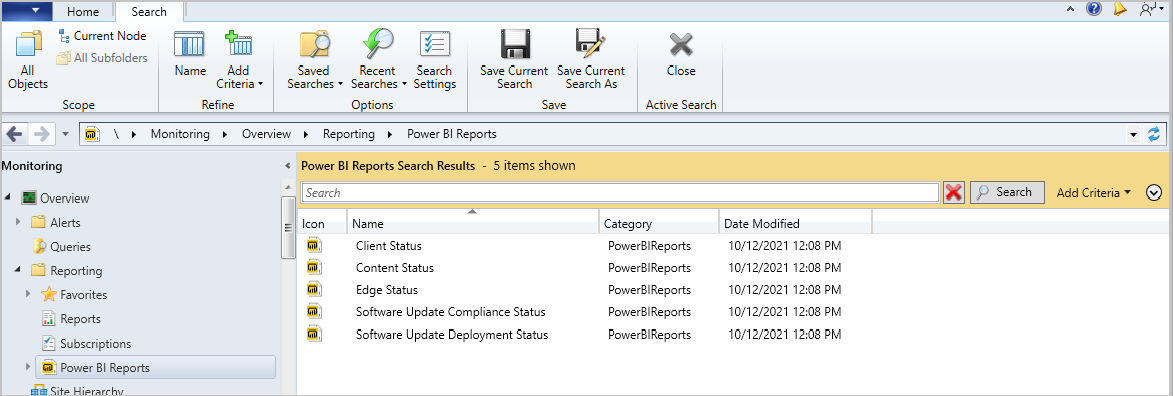 Home Search
Current Node
All Subfolders
All Objects
Scope
Name
Add Criteria
Refine
Saved Searches
Recent Searches
Search Settings
Options
Save Current Search
Save Current Search As
Save
Close
Active Search
\ Monitoring Overview Reporting Power BI Reports
Monitoring
Overview
Alerts
Queries
Reporting
Favorites
Reports
Subscriptions
Power BI Reports
Site Hierarchy
Power BI Reports Search Results - 5 items shown
Search Search Add Criteria
Icon Name Category Date Modified
Client Status PowerBIReports 10/12/2021 12:08 PM
Content Status PowerBIReports 10/12/2021 12:08 PM
Edge Status PowerBIReports 10/12/2021 12:08 PM
Software Update Compliance Status PowerBIReports 10/12/2021 12:08 PM
Software Update Deployment Status PowerBIReports 10/12/2021 12:08 PM